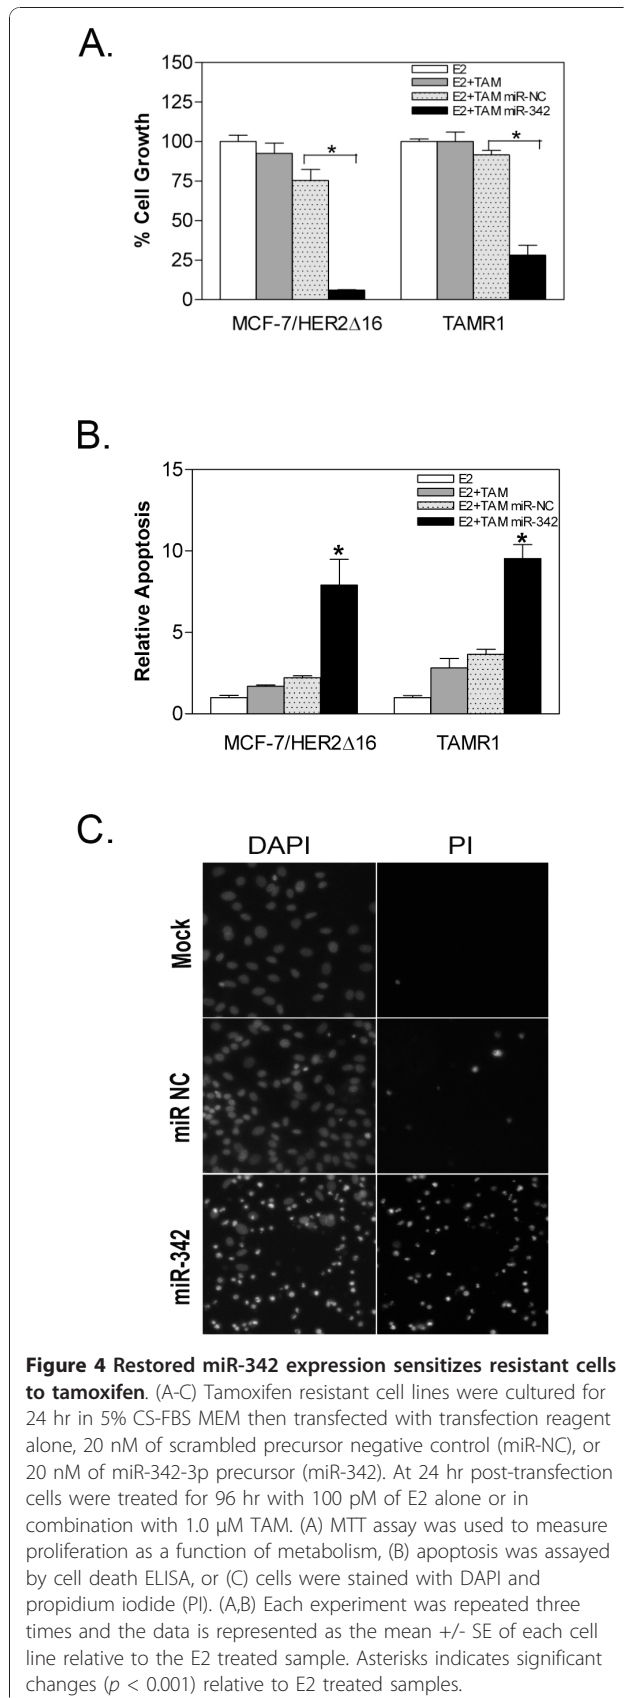 A.
150
125
100
75
50
25
0
% Cell Growth
E2
E2+TAM
E2+TAM miR-NC
E2+TAM miR-342
*
*
MCF-7/HER2Δ16
TAMR1
B.
15
10
5
0
Relative Apoptosis
E2
E2+TAM
E2+TAM miR-NC
E2+TAM miR-342
*
*
MCF-7/HER2Δ16
TAMR1
C.
DAPI
PI
Mock
miR NC
miR-342
Figure 4 Restored miR-342 expression sensitizes resistant cells
to tamoxifen. (A-C) Tamoxifen resistant cell lines were cultured for
24 hr in 5% CS-FBS MEM then transfected with transfection reagent
alone, 20 nM of scrambled precursor negative control (miR-NC), or
20 nM of miR-342-3p precursor (miR-342). At 24 hr post-transfection
cells were treated for 96 hr with 100 pM of E2 alone or in
combination with 1.0 μM TAM. (A) MTT assay was used to measure
proliferation as a function of metabolism, (B) apoptosis was assayed
by cell death ELISA, or (C) cells were stained with DAPI and
propidium iodide (PI). (A,B) Each experiment was repeated three
times and the data is represented as the mean +/- SE of each cell
line relative to the E2 treated sample. Asterisks indicates significant
changes (p < 0.001) relative to E2 treated samples.